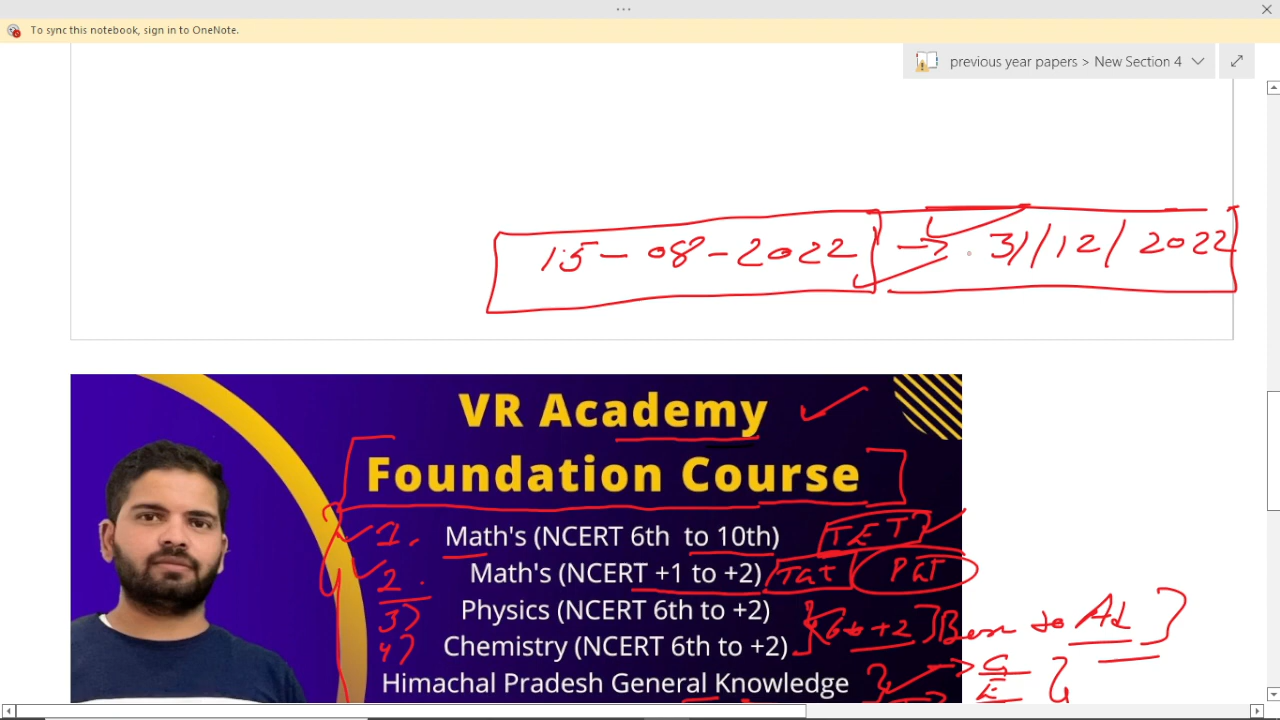 To sync this notebook, sign in to OneNote.
previous year papers > New Section 4
15-08-2022 → 31/12/2022
VR Academy
Foundation Course
1. Math's (NCERT 6th to 10th) TET
2. Math's (NCERT +1 to +2) TGT PGT
3) Physics (NCERT 6th to +2) 6th +2
4) Chemistry (NCERT 6th to +2) to Ad
Himachal Pradesh General Knowledge